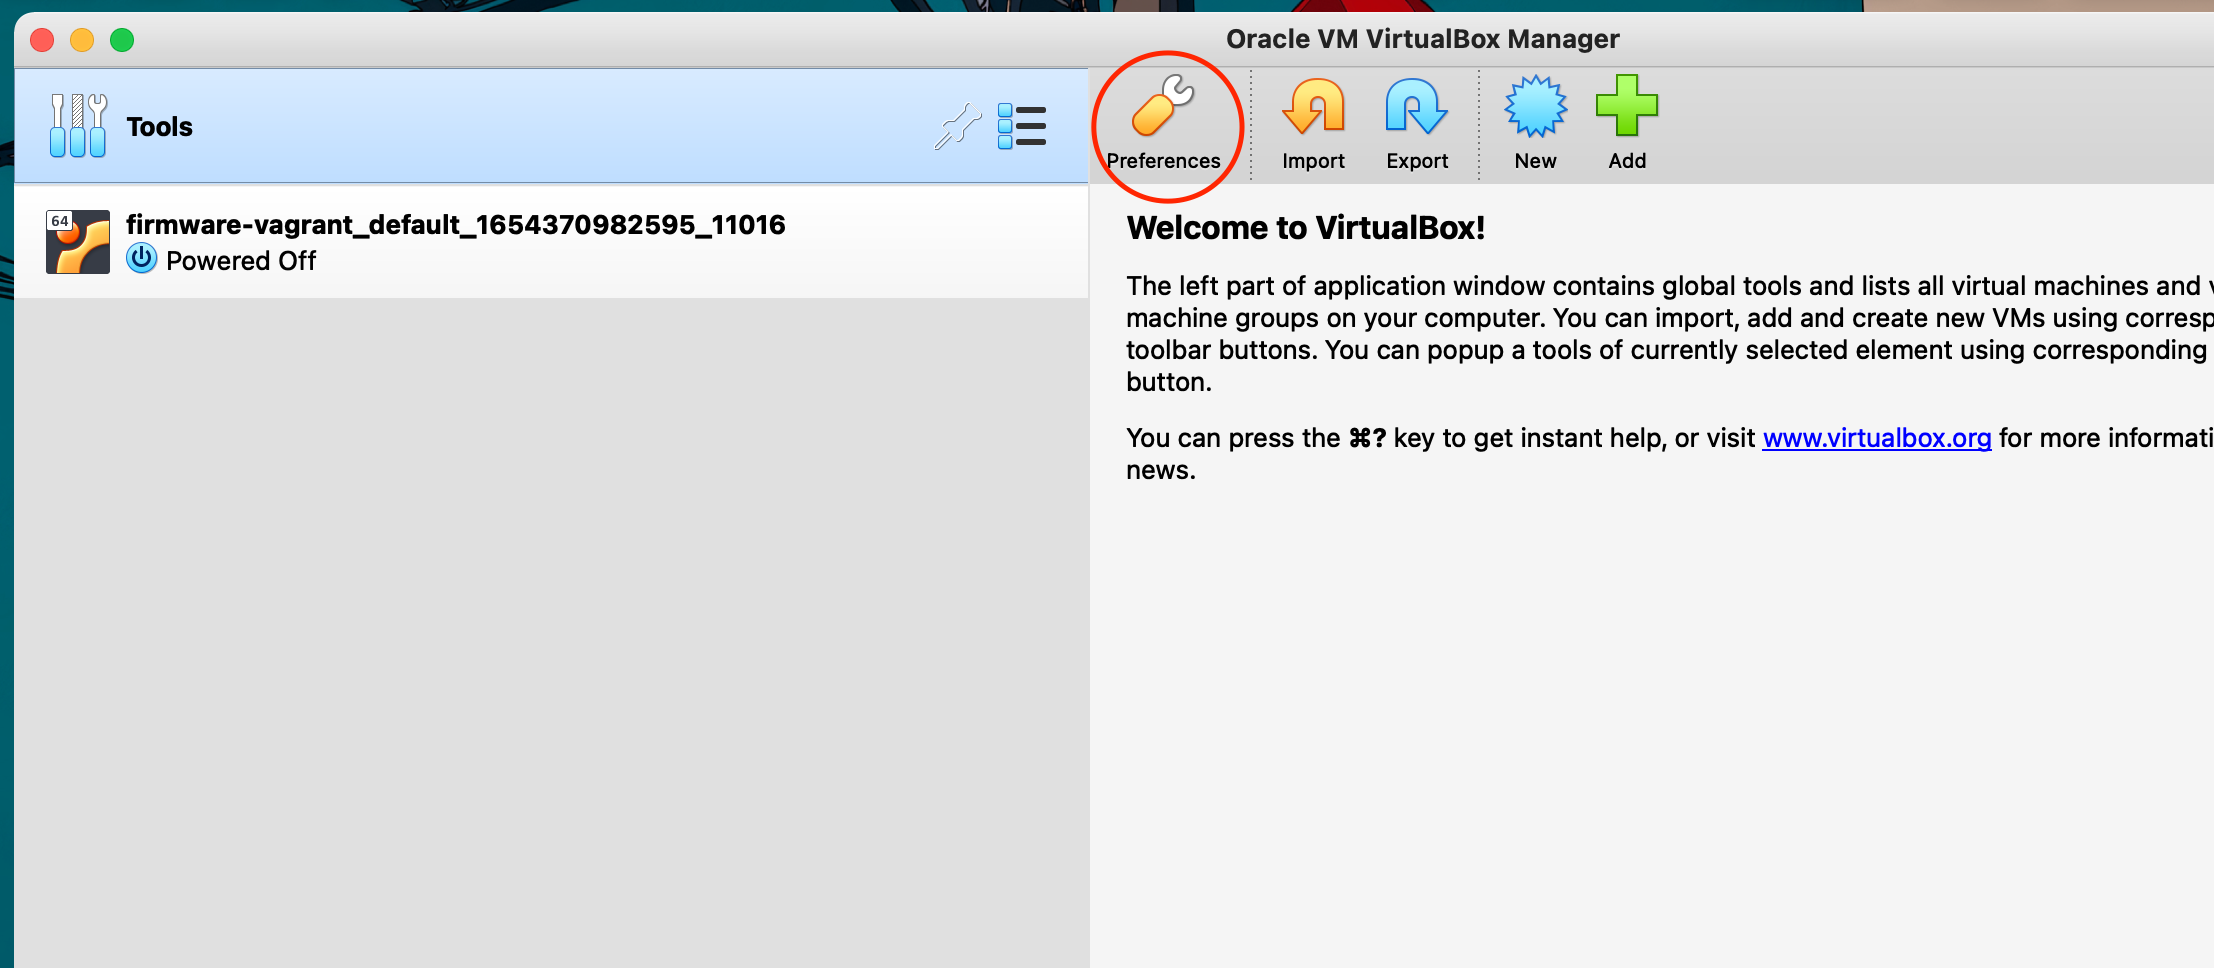 Oracle VM VirtualBox Manager
Tools
Preferences
Import
Export
New
Add
64
firmware-vagrant_default_1654370982595_11016
Powered Off
Welcome to VirtualBox!
The left part of application window contains global tools and lists all virtual machines and
machine groups on your computer. You can import, add and create new VMs using corresp
toolbar buttons. You can popup a tools of currently selected element using corresponding
button.
You can press the ⌘? key to get instant help, or visit www.virtualbox.org for more informati
news.